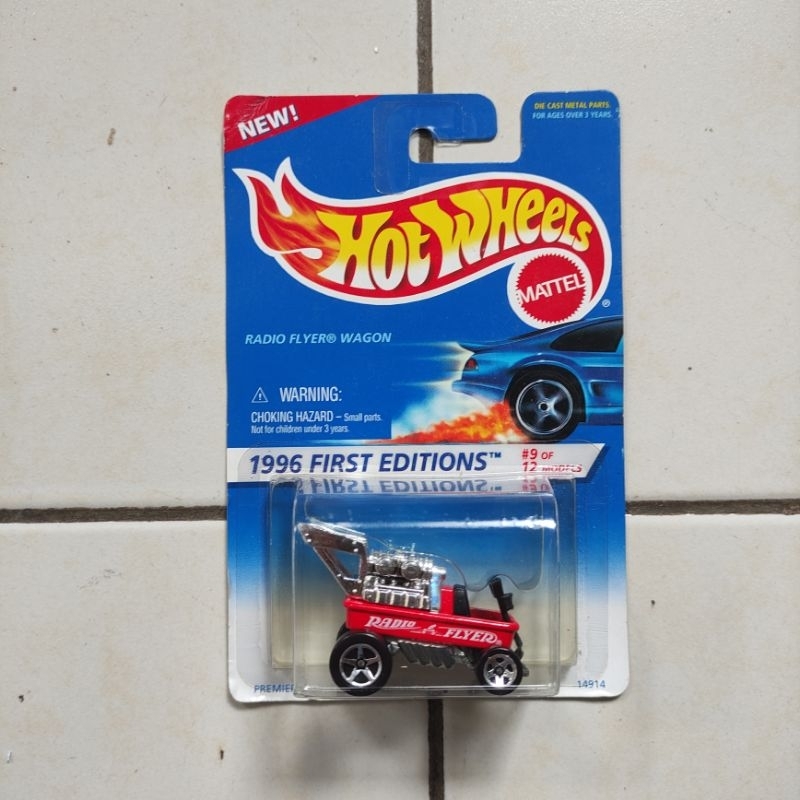 NEW!
DIE CAST METAL PARTS.
FOR AGES OVER 3 YEARS.
HOT WHEELS
MATTEL
®
RADIO FLYER® WAGON
⚠ WARNING:
CHOKING HAZARD – Small parts.
Not for children under 3 years.
1996 FIRST EDITIONS™
#9 OF
12 MODELS
RADIO FLYER®
PREMIER
14914